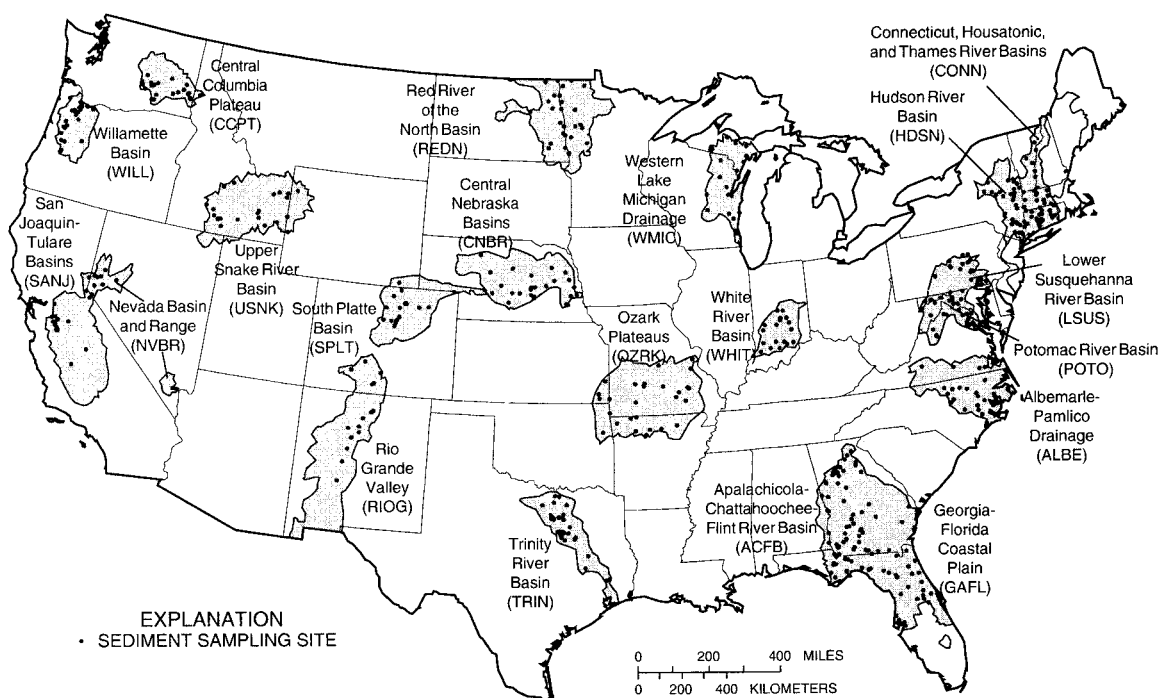 Central
Columbia
Plateau
(CCPT)
Willamette
Basin
(WILL)
San
Joaquin-
Tulare
Basins
(SANJ)
Nevada Basin
and Range
(NVBR)
Upper
Snake River
Basin
(USNK)
Red River
of the
North Basin
(REDN)
Central
Nebraska
Basins
(CNBR)
South Platte
Basin
(SPLT)
Rio
Grande
Valley
(RIOG)
Western
Lake
Michigan
Drainage
(WMIC)
Ozark
Plateaus
(OZRK)
White
River
Basin
(WHIT)
Trinity
River
Basin
(TRIN)
Connecticut, Housatonic,
and Thames River Basins
(CONN)
Hudson River
Basin
(HDSN)
Lower
Susquehanna
River Basin
(LSUS)
Potomac River Basin
(POTO)
Albemarle-
Pamlico
Drainage
(ALBE)
Apalachicola-
Chattahoochee-
Flint River Basin
(ACFB)
Georgia-
Florida
Coastal
Plain
(GAFL)
EXPLANATION
• SEDIMENT SAMPLING SITE
0 200 400 MILES
0 200 400 KILOMETERS